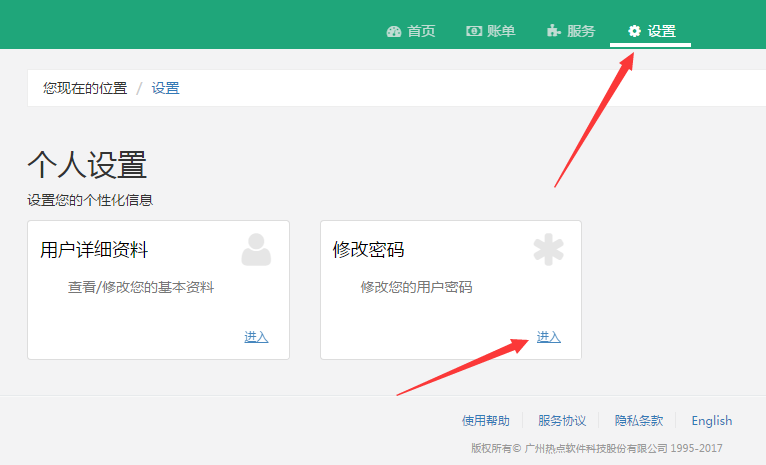 首页 账单 服务 设置
您现在的位置 / 设置
个人设置
设置您的个性化信息
用户详细资料
查看/修改您的基本资料
进入
修改密码
修改您的用户密码
进入
使用帮助 服务协议 隐私条款 English
版权所有© 广州热点软件科技股份有限公司 1995-2017